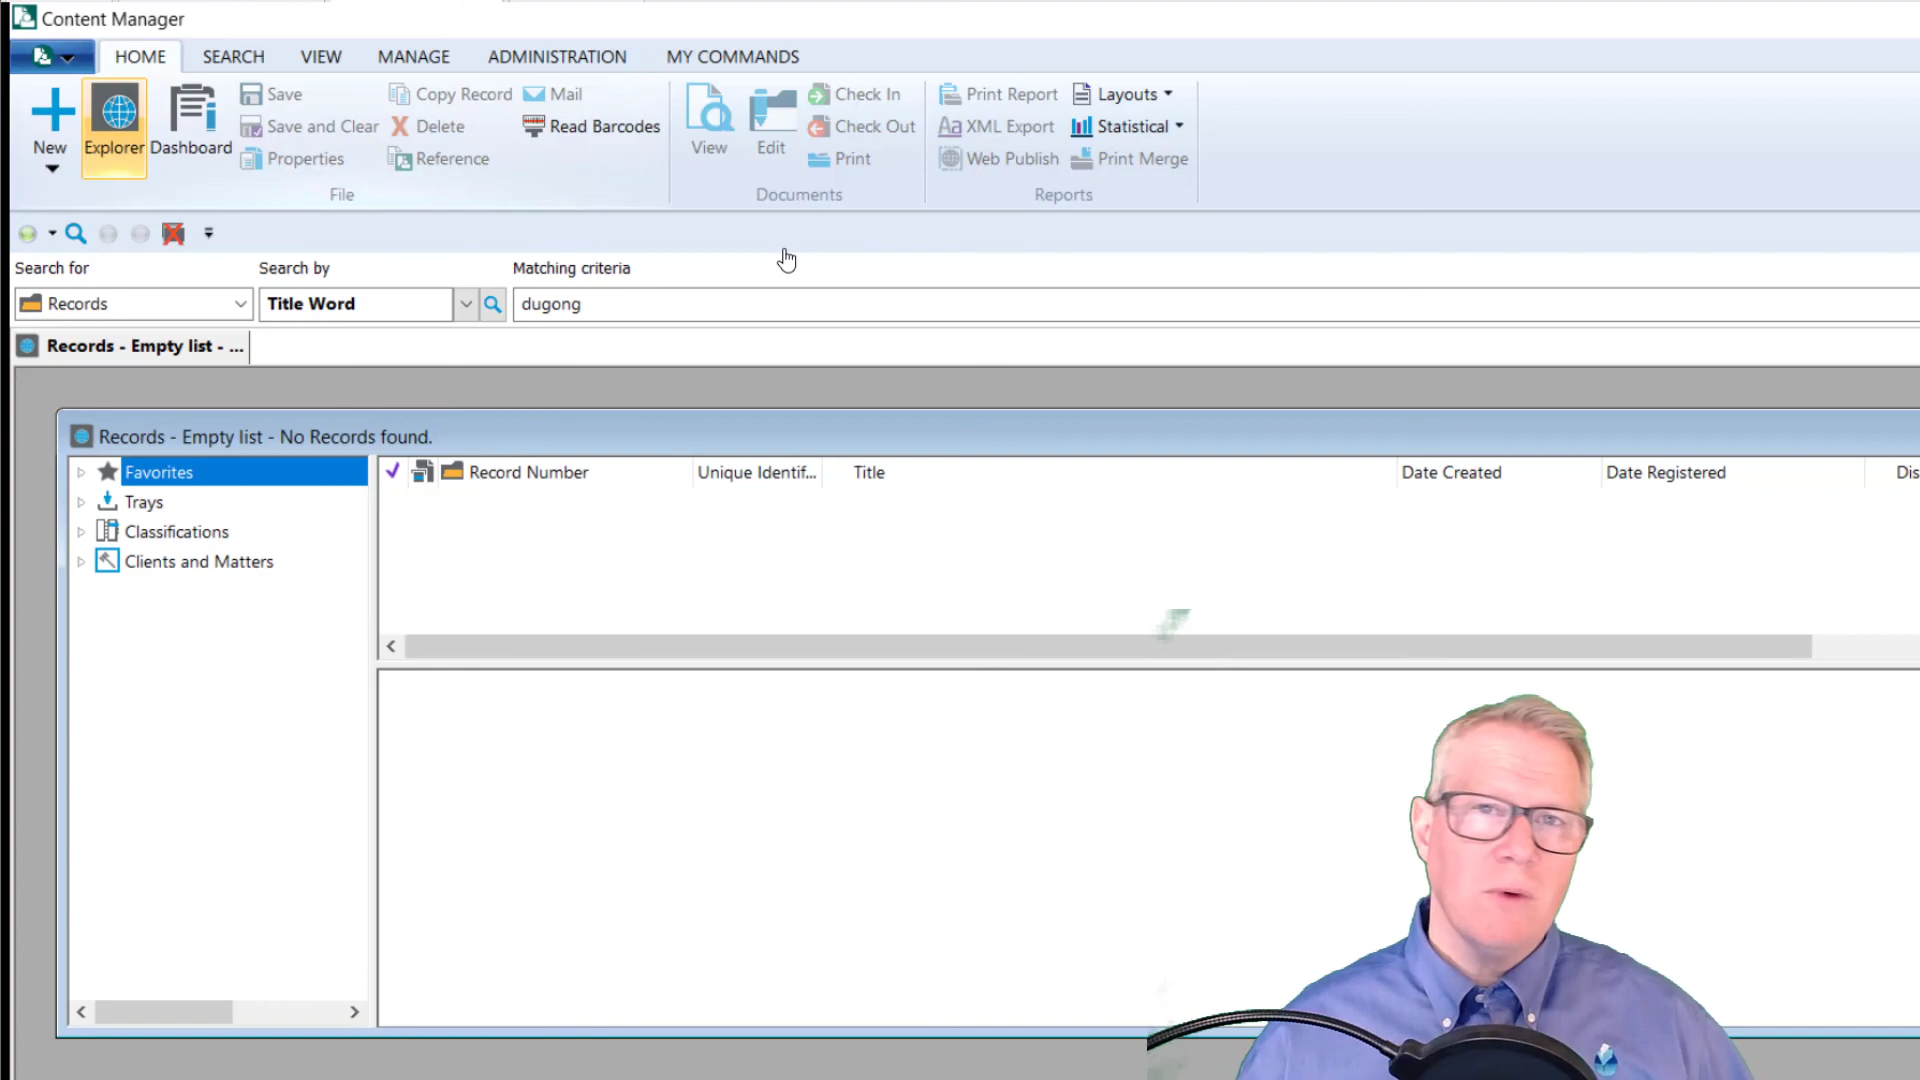 Content Manager
HOME SEARCH VIEW MANAGE ADMINISTRATION MY COMMANDS
New
Explorer
Dashboard
Save
Save and Clear
Properties
Copy Record
Delete
Reference
Mail
Read Barcodes
File
View
Edit
Check In
Check Out
Print
Documents
Print Report
XML Export
Web Publish
Layouts
Statistical
Print Merge
Reports
Search for Search by Matching criteria
Records Title Word dugong
Records - Empty list - ...
Records - Empty list - No Records found.
Favorites
Trays
Classifications
Clients and Matters
Record Number Unique Identif... Title Date Created Date Registered Dis